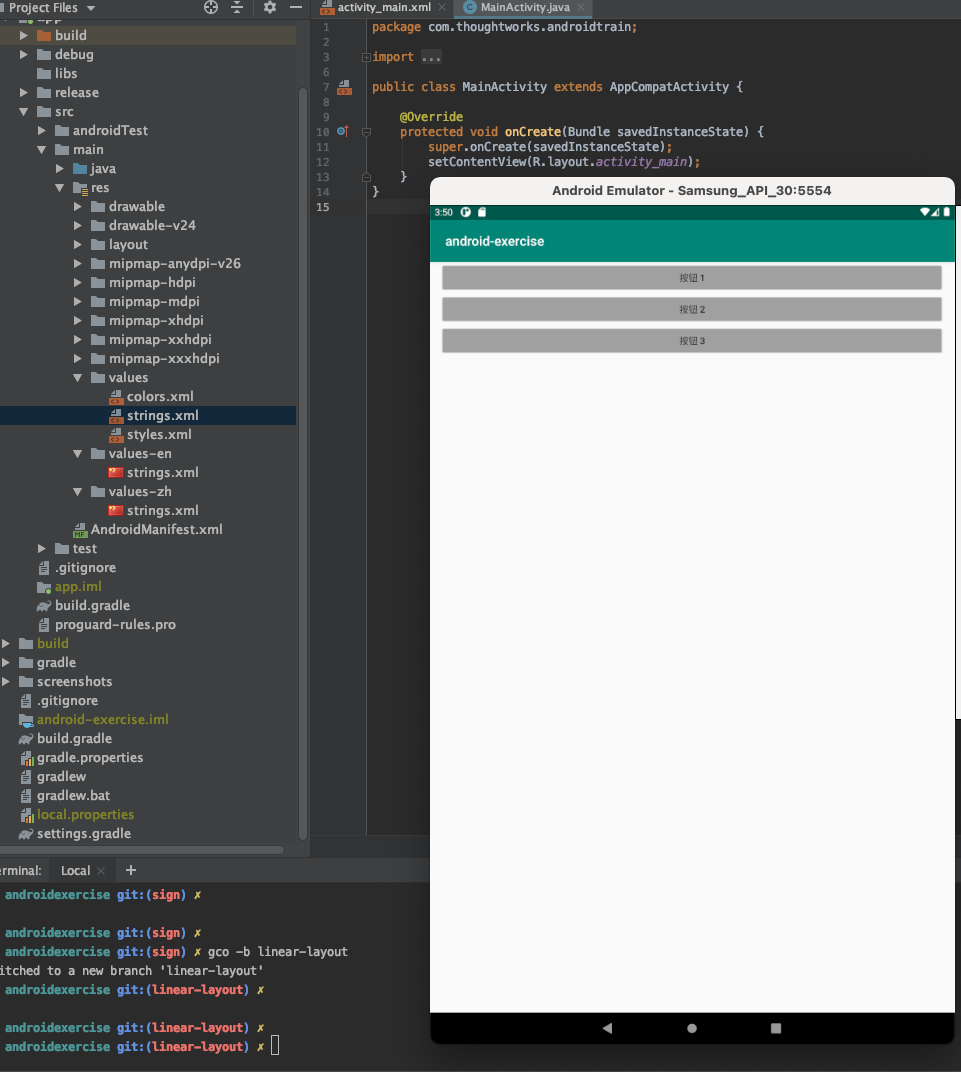 Project Files
app
build
debug
libs
release
src
androidTest
main
java
res
drawable
drawable-v24
layout
mipmap-anydpi-v26
mipmap-hdpi
mipmap-mdpi
mipmap-xhdpi
mipmap-xxhdpi
mipmap-xxxhdpi
values
colors.xml
strings.xml
styles.xml
values-en
strings.xml
values-zh
strings.xml
AndroidManifest.xml
test
.gitignore
app.iml
build.gradle
proguard-rules.pro
build
gradle
screenshots
.gitignore
android-exercise.iml
build.gradle
gradle.properties
gradlew
gradlew.bat
local.properties
settings.gradle
activity_main.xml
MainActivity.java
1 package com.thoughtworks.androidtrain;
2
3 import ...
6
7 public class MainActivity extends AppCompatActivity {
8
9 @Override
10 protected void onCreate(Bundle savedInstanceState) {
11 super.onCreate(savedInstanceState);
12 setContentView(R.layout.activity_main);
13 }
14 }
15
Android Emulator - Samsung_API_30:5554
3:50
android-exercise
按钮 1
按钮 2
按钮 3
erminal: Local +
androidexercise git:(sign) ✗
androidexercise git:(sign) ✗
androidexercise git:(sign) ✗ gco -b linear-layout
itched to a new branch 'linear-layout'
androidexercise git:(linear-layout) ✗
androidexercise git:(linear-layout) ✗
androidexercise git:(linear-layout) ✗